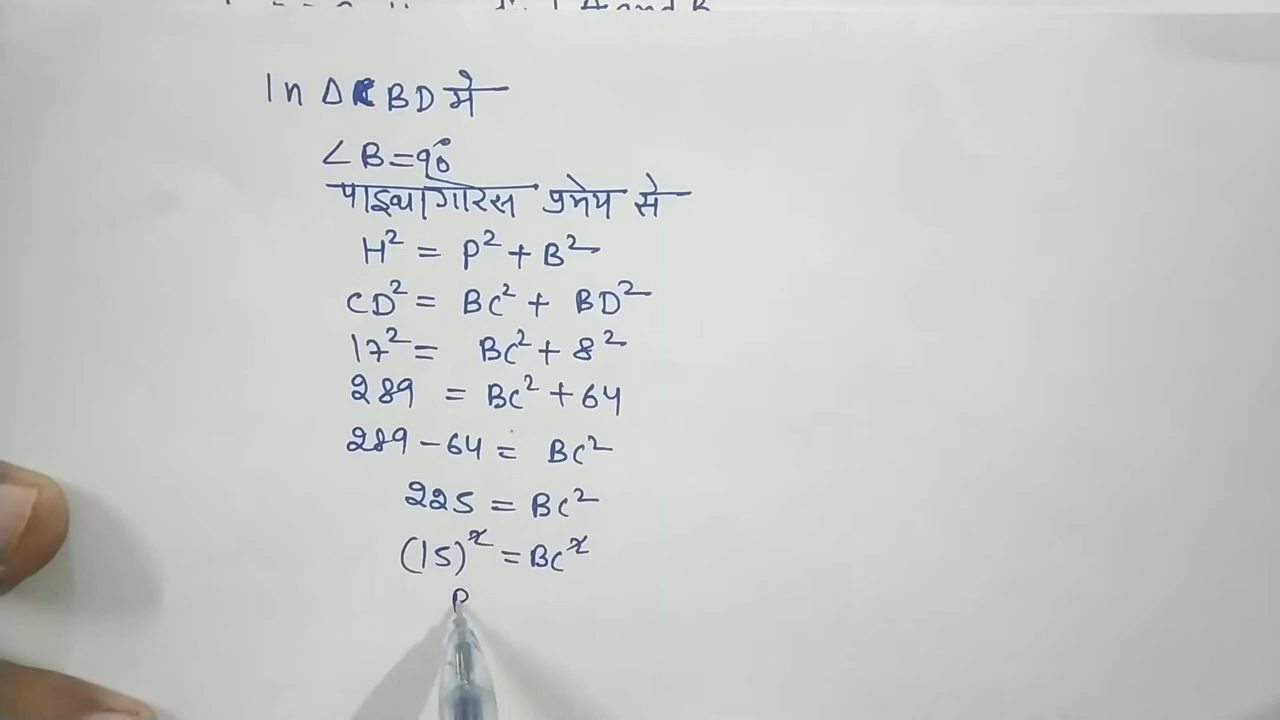 In ΔCBD मे
∠B=90°
पाइथागोरस प्रमेय से
H² = P² + B²
CD² = BC² + BD²
17² = BC² + 8²
289 = BC² + 64
289 - 64 = BC²
225 = BC²
(15)² = BC²